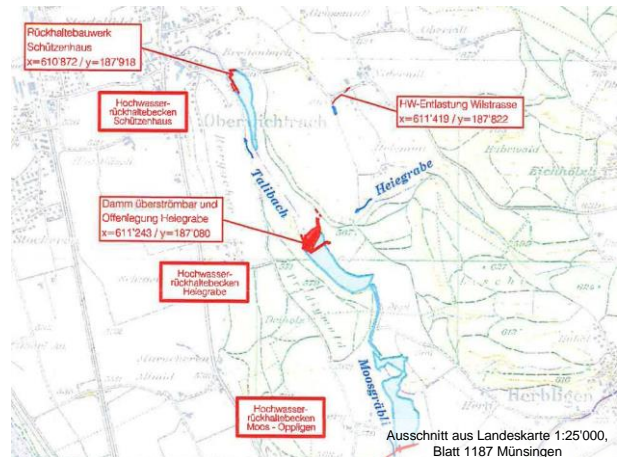 Rückhaltebauwerk
Schützenhaus
x=610'872 / y=187'918
Hochwasser-
rückhaltebecken
Schützenhaus
HW-Entlastung Wilstrasse
x=611'419 / y=187'822
Oberwichtrach
Talibach
Heiegrabe
Damm überströmbar und
Offenlegung Heiegrabe
x=611'243 / y=187'080
Hochwasser-
rückhaltebecken
Heiegrabe
Moosgräbli
Herbligen
Hochwasser-
rückhaltebecken
Moos - Oppligen
Ausschnitt aus Landeskarte 1:25'000,
Blatt 1187 Münsingen